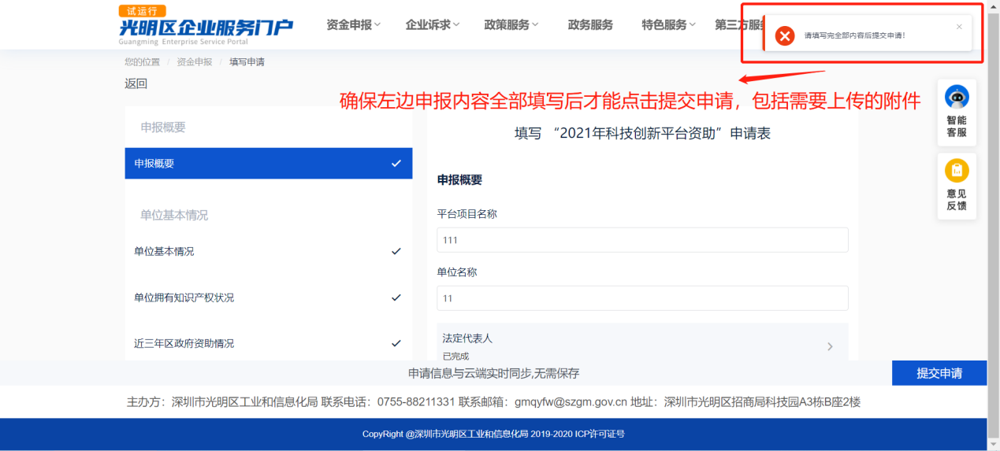 试运行
光明区企业服务门户
Guangming Enterprise Service Portal
资金申报 企业诉求 政策服务 政务服务 特色服务 第三方服务
请填写完全部内容后提交申请!
您的位置 / 资金申报 / 填写申请
返回
确保左边申报内容全部填写后才能点击提交申请，包括需要上传的附件
智能
客服
意见
反馈
申报概要
申报概要
单位基本情况
单位基本情况
单位拥有知识产权状况
近三年区政府资助情况
填写 “2021年科技创新平台资助”申请表
申报概要
平台项目名称
111
单位名称
11
法定代表人
已完成
申请信息与云端实时同步,无需保存
提交申请
主办方：深圳市光明区工业和信息化局 联系电话：0755-88211331 联系邮箱：gmqyfw@szgm.gov.cn 地址：深圳市光明区招商局科技园A3栋B座2楼
CopyRight @深圳市光明区工业和信息化局 2019-2020 ICP许可证号